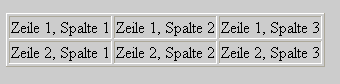 Zeile 1, Spalte 1 Zeile 1, Spalte 2 Zeile 1, Spalte 3
Zeile 2, Spalte 1 Zeile 2, Spalte 2 Zeile 2, Spalte 3